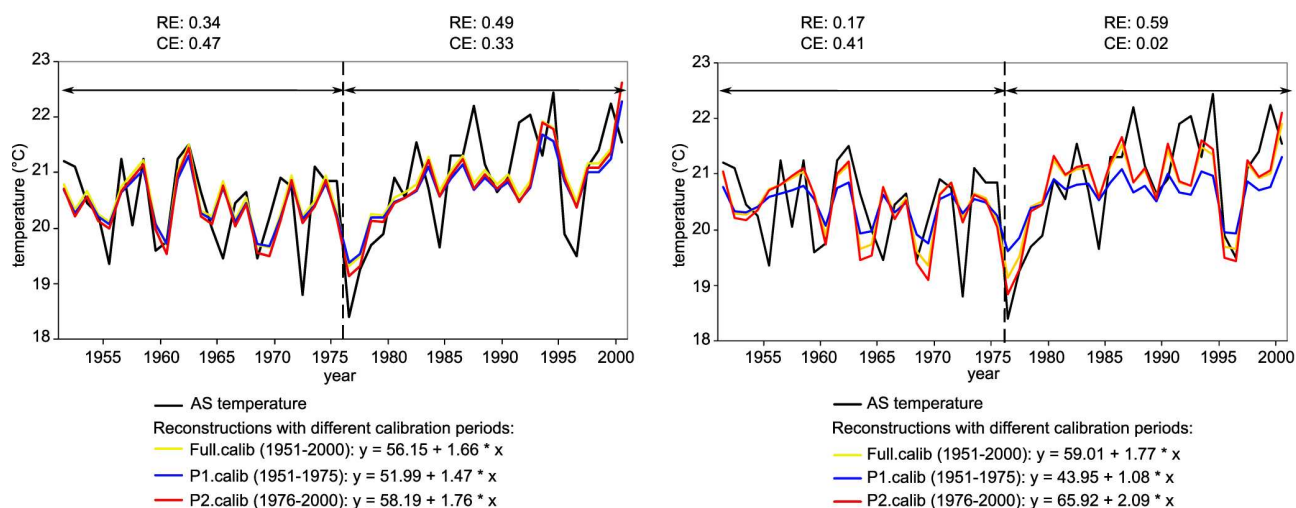 RE: 0.34
CE: 0.47
RE: 0.49
CE: 0.33
23
22
21
20
19
18
temperature (°C)
1955 1960 1965 1970 1975 1980 1985 1990 1995 2000
year
AS temperature
Reconstructions with different calibration periods:
Full.calib (1951-2000): y = 56.15 + 1.66 * x
P1.calib (1951-1975): y = 51.99 + 1.47 * x
P2.calib (1976-2000): y = 58.19 + 1.76 * x
RE: 0.17
CE: 0.41
RE: 0.59
CE: 0.02
23
22
21
20
19
18
temperature (°C)
1955 1960 1965 1970 1975 1980 1985 1990 1995 2000
year
AS temperature
Reconstructions with different calibration periods:
Full.calib (1951-2000): y = 59.01 + 1.77 * x
P1.calib (1951-1975): y = 43.95 + 1.08 * x
P2.calib (1976-2000): y = 65.92 + 2.09 * x